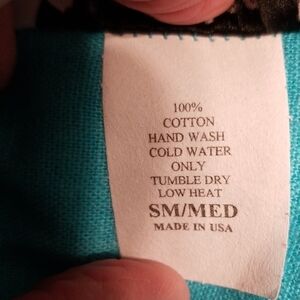 100%
COTTON
HAND WASH
COLD WATER
ONLY
TUMBLE DRY
LOW HEAT
SM/MED
MADE IN USA